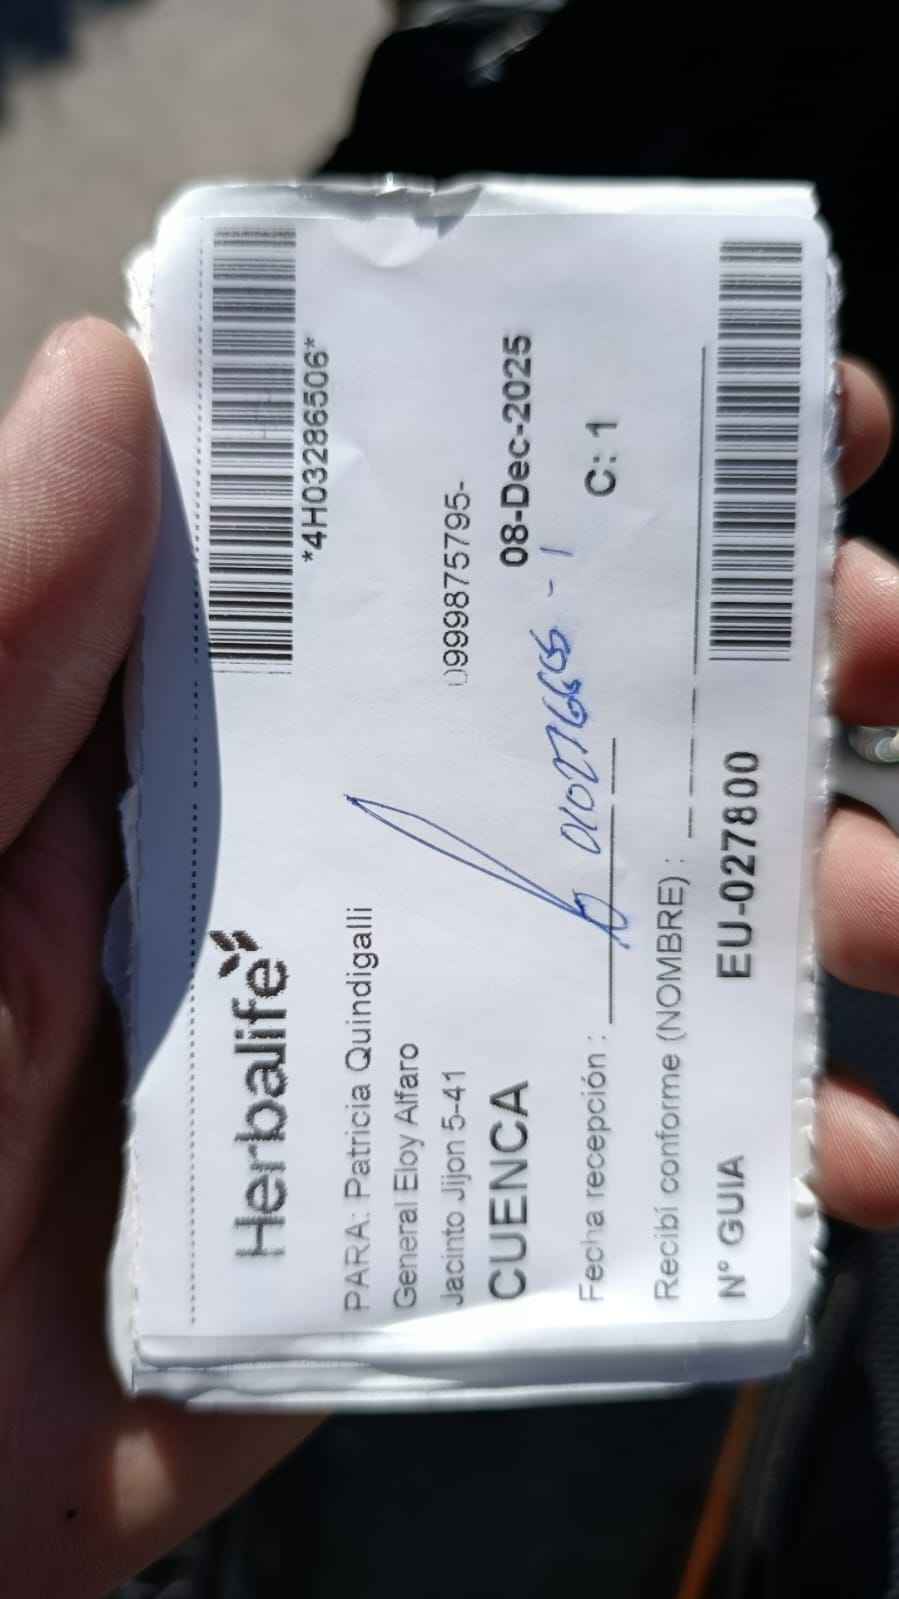 Herbalife
*4H03286506*
PARA: Patricia Quindigalli
General Eloy Alfaro
Jacinto Jijon 5-41
0999875795-
CUENCA
08-Dec-2025
Fecha recepción :
C: 1
Recibí conforme (NOMBRE) :
N° GUIA
EU-027800